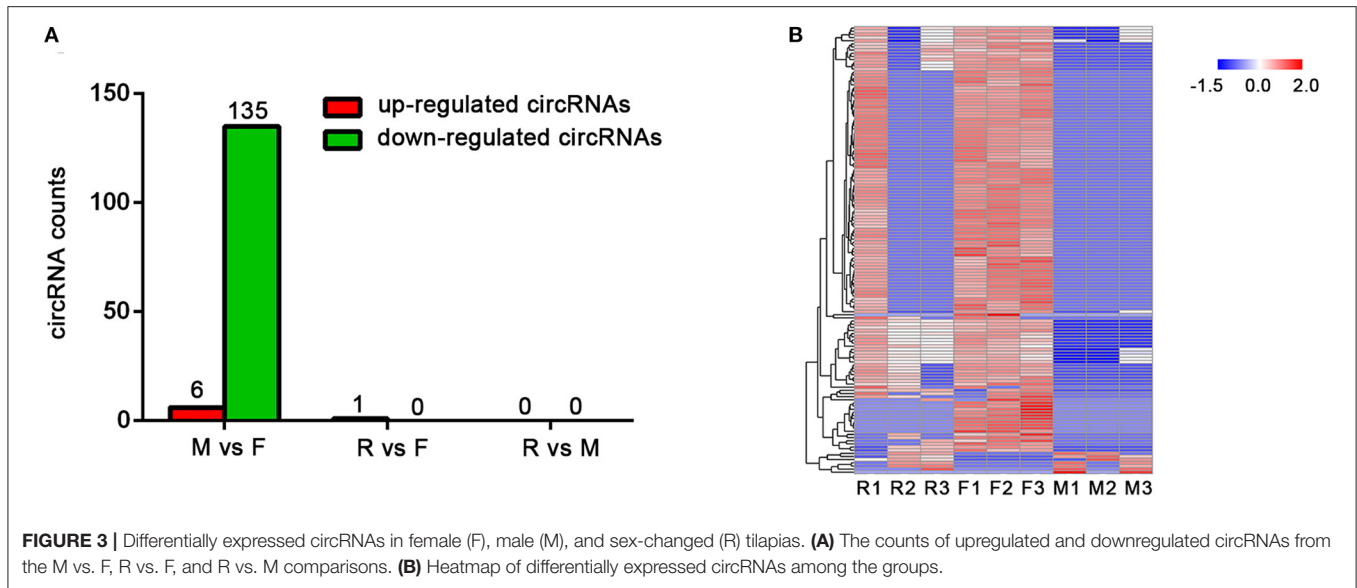 A
B
150
100
50
0
circRNA counts
135
6
1
0
0
0
up-regulated circRNAs
down-regulated circRNAs
M vs F
R vs F
R vs M
-1.5 0.0 2.0
R1 R2 R3 F1 F2 F3 M1 M2 M3
FIGURE 3 | Differentially expressed circRNAs in female (F), male (M), and sex-changed (R) tilapias. (A) The counts of upregulated and downregulated circRNAs from
the M vs. F, R vs. F, and R vs. M comparisons. (B) Heatmap of differentially expressed circRNAs among the groups.